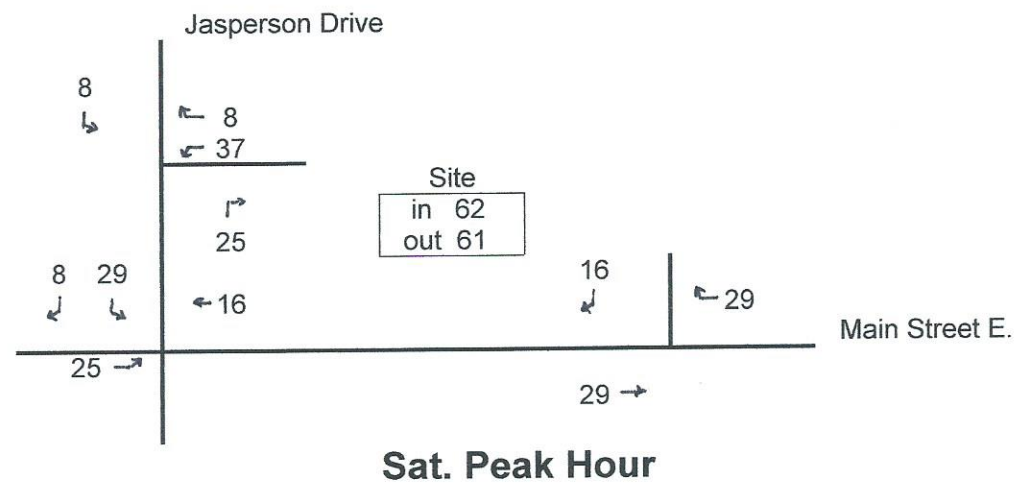 Jasperson Drive
8
8
37
Site
in 62
out 61
25
8 29
16
16
29
Main Street E.
25
29
Sat. Peak Hour